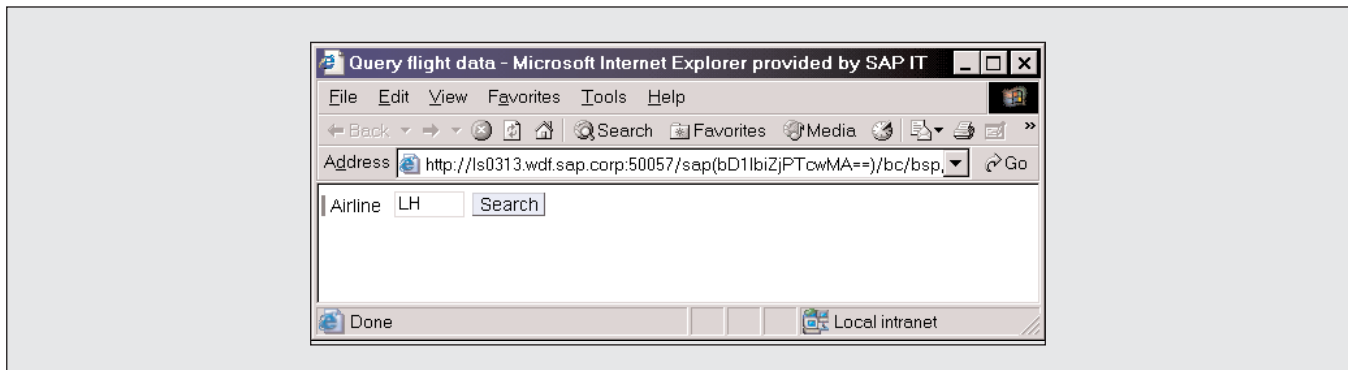 Query flight data - Microsoft Internet Explorer provided by SAP IT
File Edit View Favorites Tools Help
Back Search Favorites Media »
Address http://ls0313.wdf.sap.corp:50057/sap(bD1lbiZjPTcwMA==)/bc/bsp, Go
Airline LH Search
Done Local intranet